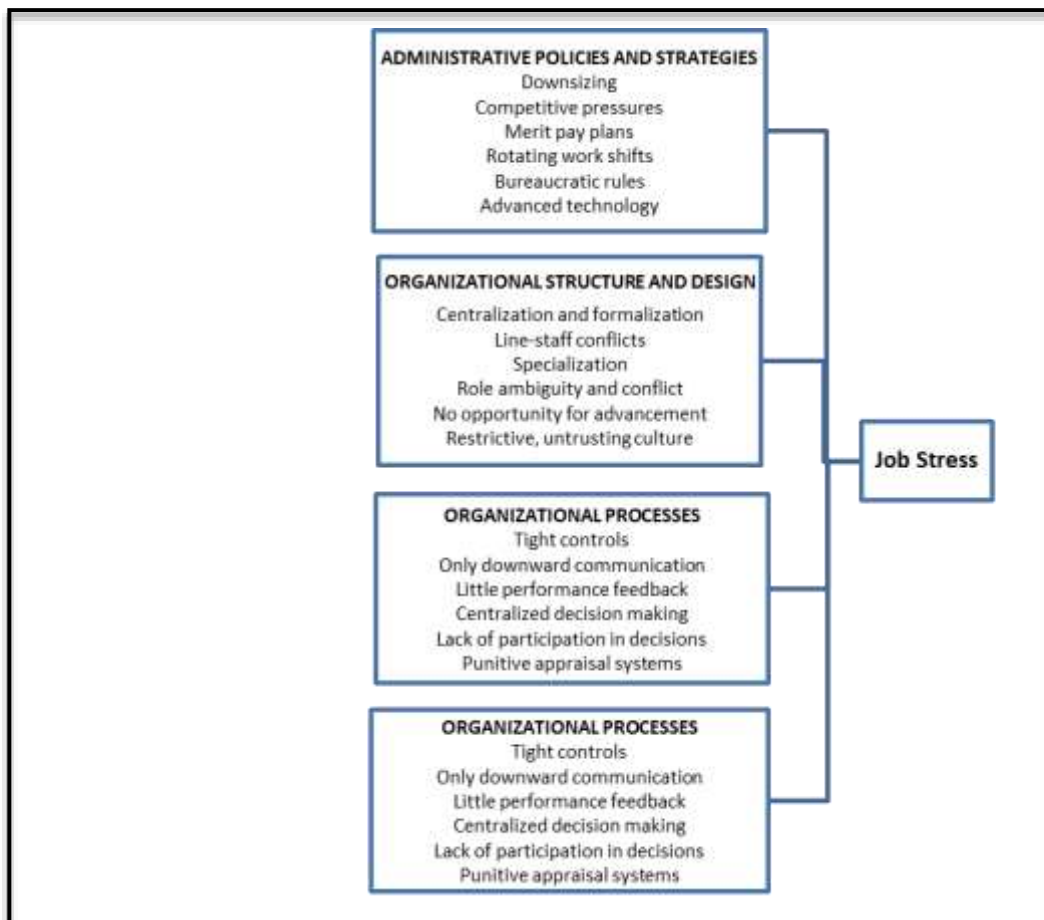 ADMINISTRATIVE POLICIES AND STRATEGIES
Downsizing
Competitive pressures
Merit pay plans
Rotating work shifts
Bureaucratic rules
Advanced technology
ORGANIZATIONAL STRUCTURE AND DESIGN
Centralization and formalization
Line-staff conflicts
Specialization
Role ambiguity and conflict
No opportunity for advancement
Restrictive, untrusting culture
Job Stress
ORGANIZATIONAL PROCESSES
Tight controls
Only downward communication
Little performance feedback
Centralized decision making
Lack of participation in decisions
Punitive appraisal systems
ORGANIZATIONAL PROCESSES
Tight controls
Only downward communication
Little performance feedback
Centralized decision making
Lack of participation in decisions
Punitive appraisal systems